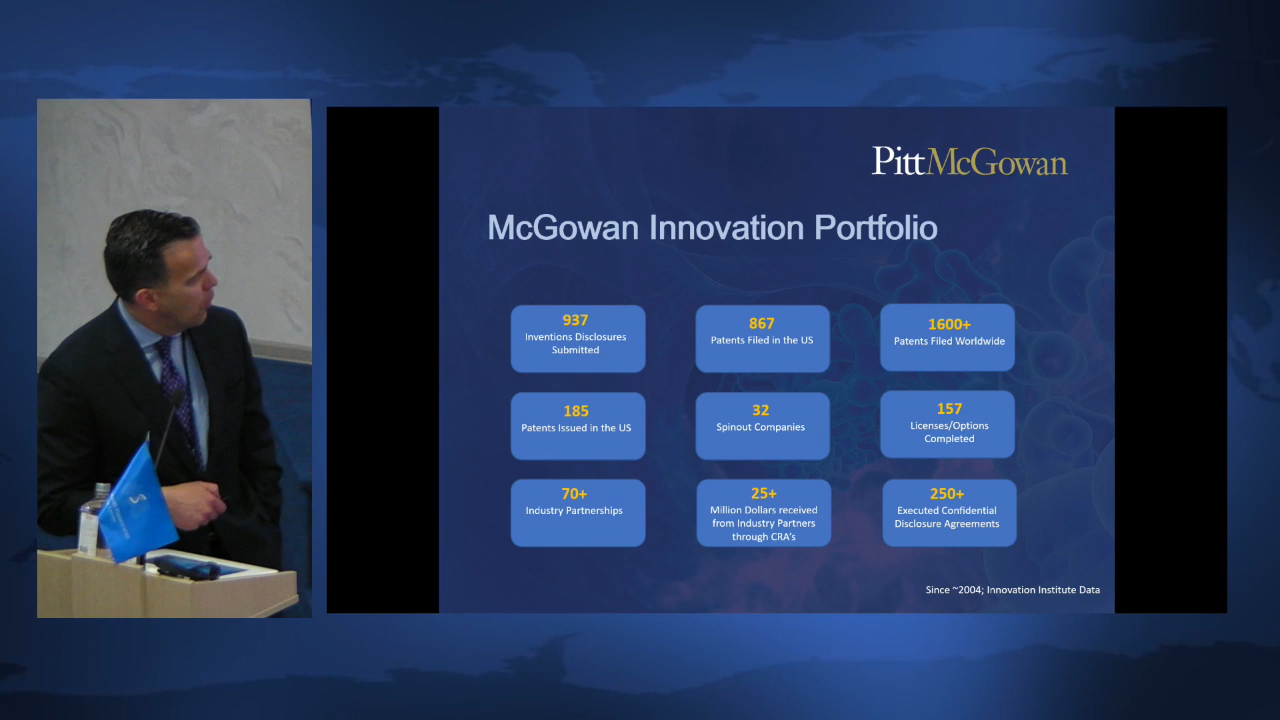 PittMcGowan
McGowan Innovation Portfolio
937
Inventions Disclosures
Submitted
867
Patents Filed in the US
1600+
Patents Filed Worldwide
185
Patents Issued in the US
32
Spinout Companies
157
Licenses/Options
Completed
70+
Industry Partnerships
25+
Million Dollars received
from Industry Partners
through CRA's
250+
Executed Confidential
Disclosure Agreements
Since ~2004; Innovation Institute Data